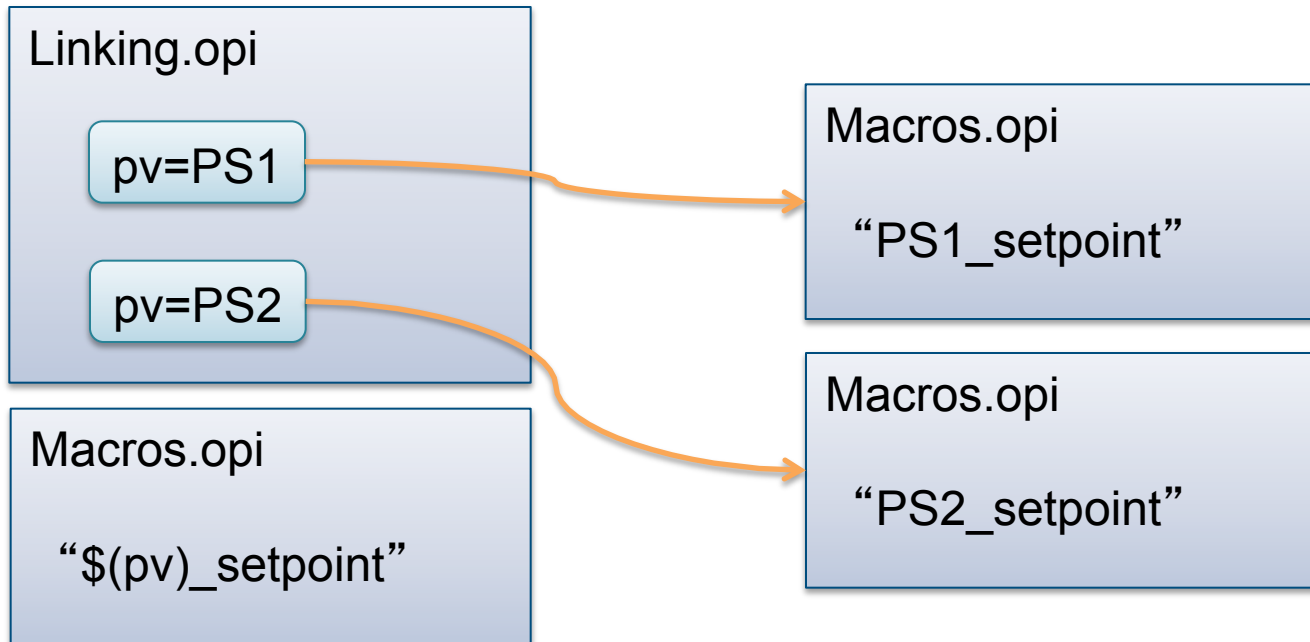 Linking.opi
pv=PS1
pv=PS2
Macros.opi
“$(pv)_setpoint”
Macros.opi
“PS1_setpoint”
Macros.opi
“PS2_setpoint”